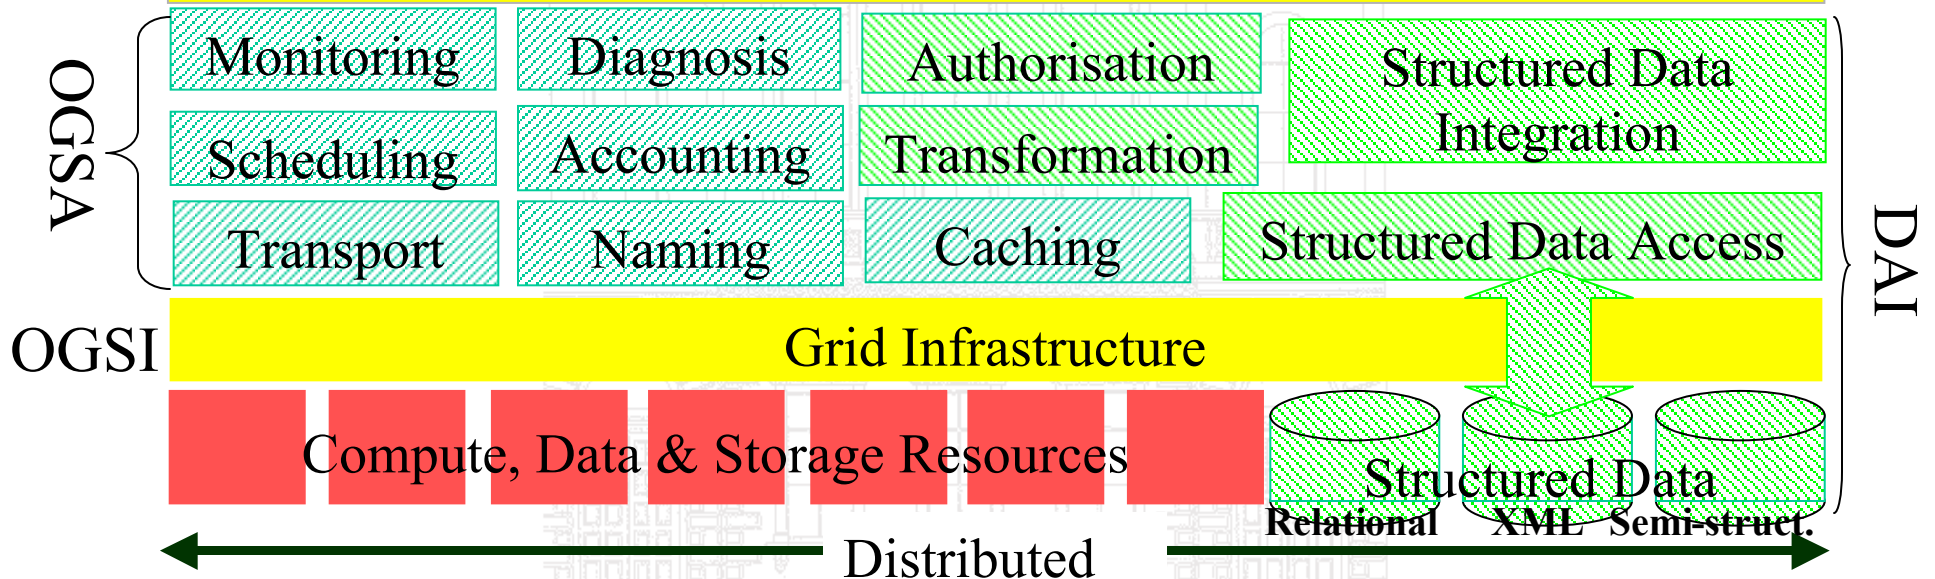 OGSA
Monitoring
Diagnosis
Authorisation
Structured Data
Integration
Scheduling
Accounting
Transformation
Transport
Naming
Caching
Structured Data Access
DAI
OGSI
Grid Infrastructure
Compute, Data & Storage Resources
Structured Data
Relational
XML
Semi-struct.
Distributed